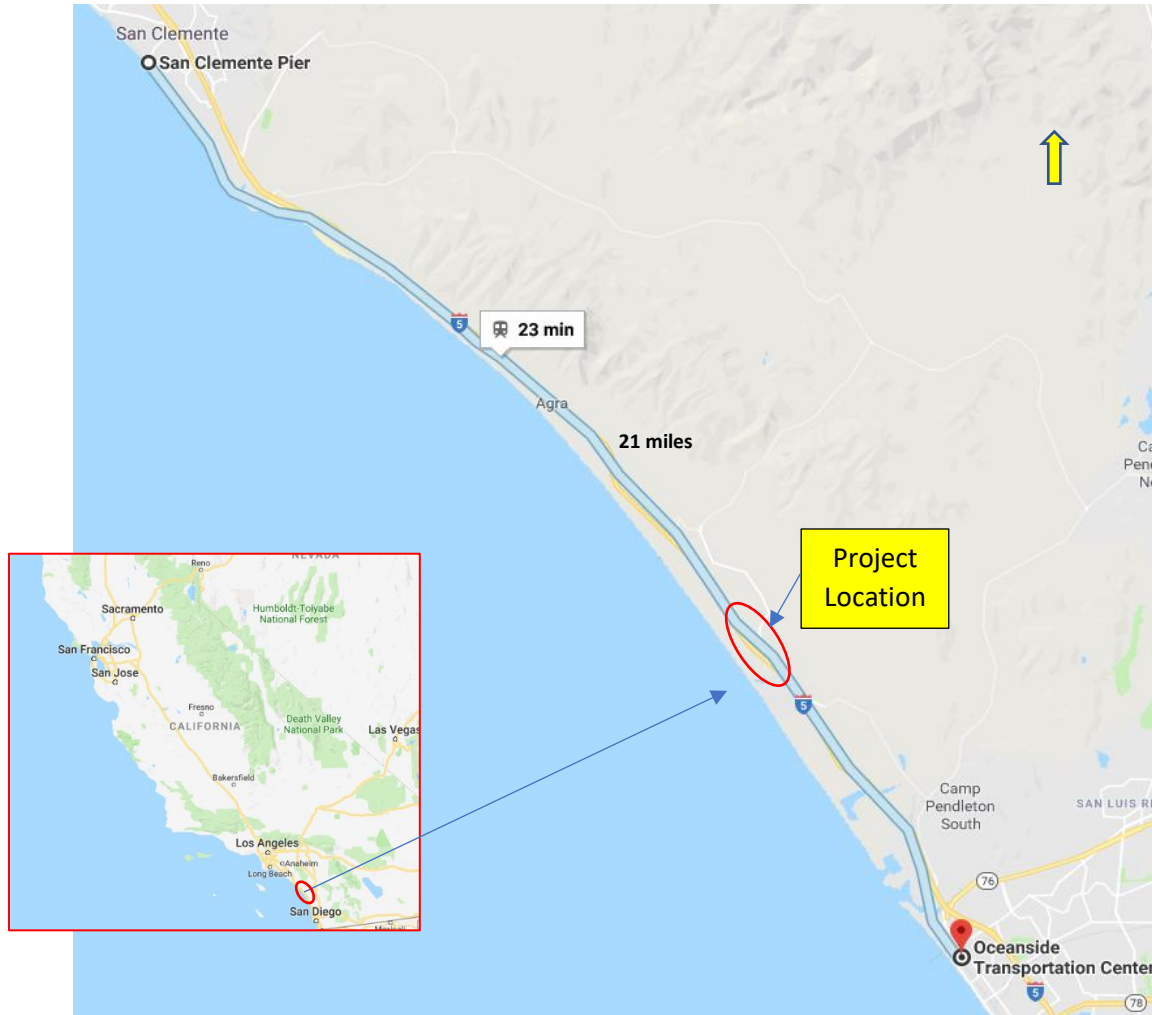 San Clemente
San Clemente Pier
5
23 min
Agra
21 miles
Project
Location
5
Camp
Pendleton
South
SAN LUIS
76
Oceanside
Transportation Center
5
78
Reno
Sacramento
Humboldt-Toiyabe
National Forest
San Francisco
San Jose
Fresno
CALIFORNIA
Death Valley
National Park
Las Vegas
Bakersfield
Los Angeles
Anaheim
Long Beach
San Diego